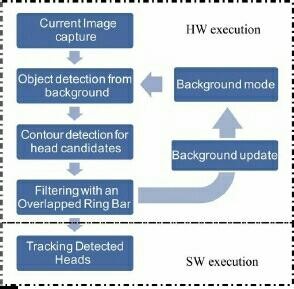 Current Image
capture
HW execution
Object detection from
background
Background mode
Contour detection for
head candidates
Background update
Filtering with an
Overlapped Ring Bar
Tracking Detected
Heads
SW execution